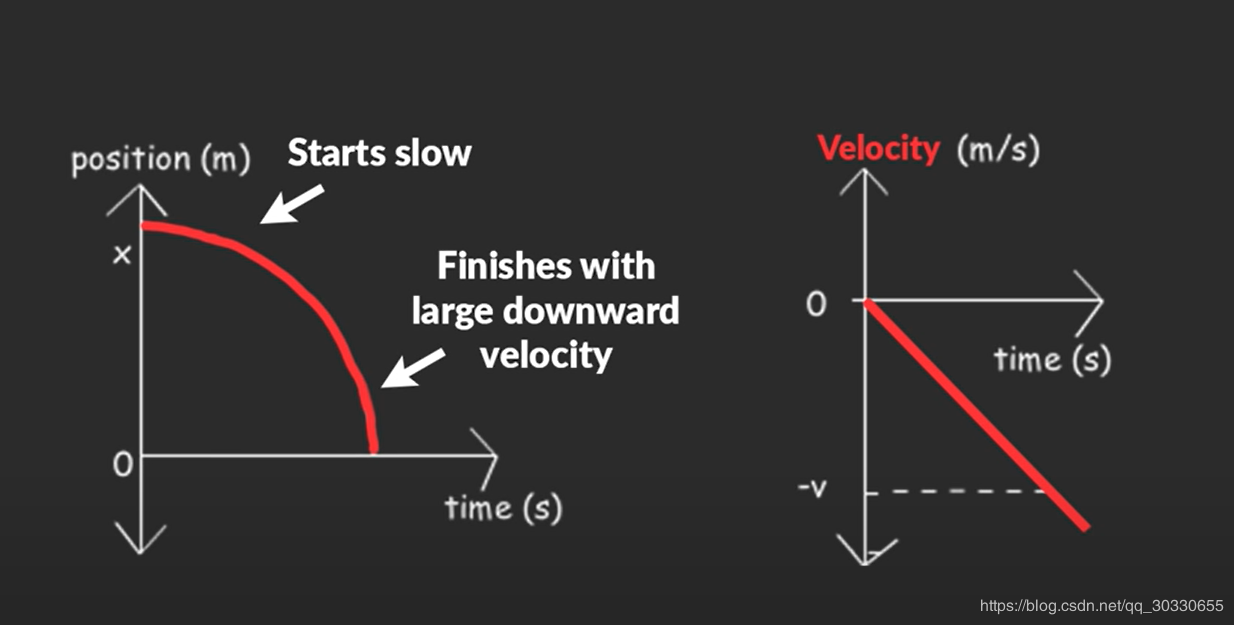 position (m)
Starts slow
x
Finishes with
large downward
velocity
0
time (s)
Velocity (m/s)
0
time (s)
-v
https://blog.csdn.net/qq_30330655